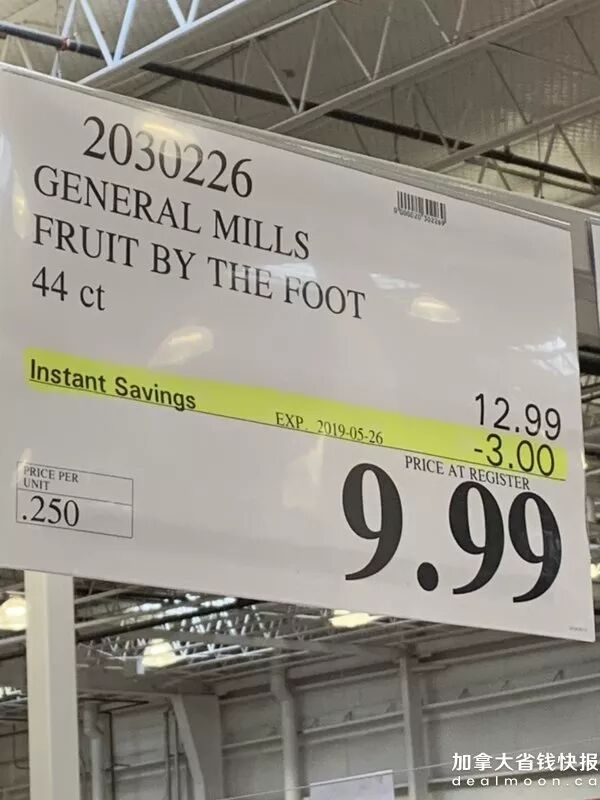 2030226
GENERAL MILLS
FRUIT BY THE FOOT
44 ct
Instant Savings
12.99
EXP. 2019-05-26
-3.00
PRICE AT REGISTER
9.99
PRICE PER
UNIT
.250
加拿大省钱快报
dealmoon.ca